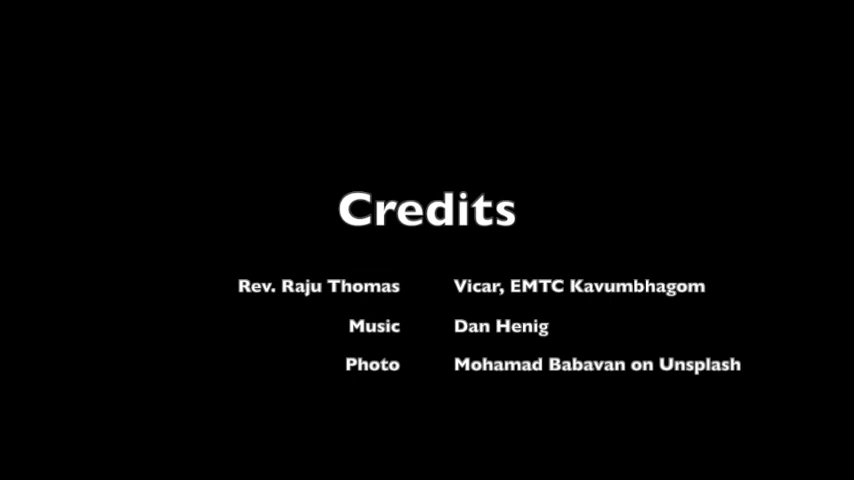 Credits
Rev. Raju Thomas Vicar, EMTC Kavumbhagom
Music Dan Henig
Photo Mohamad Babavan on Unsplash